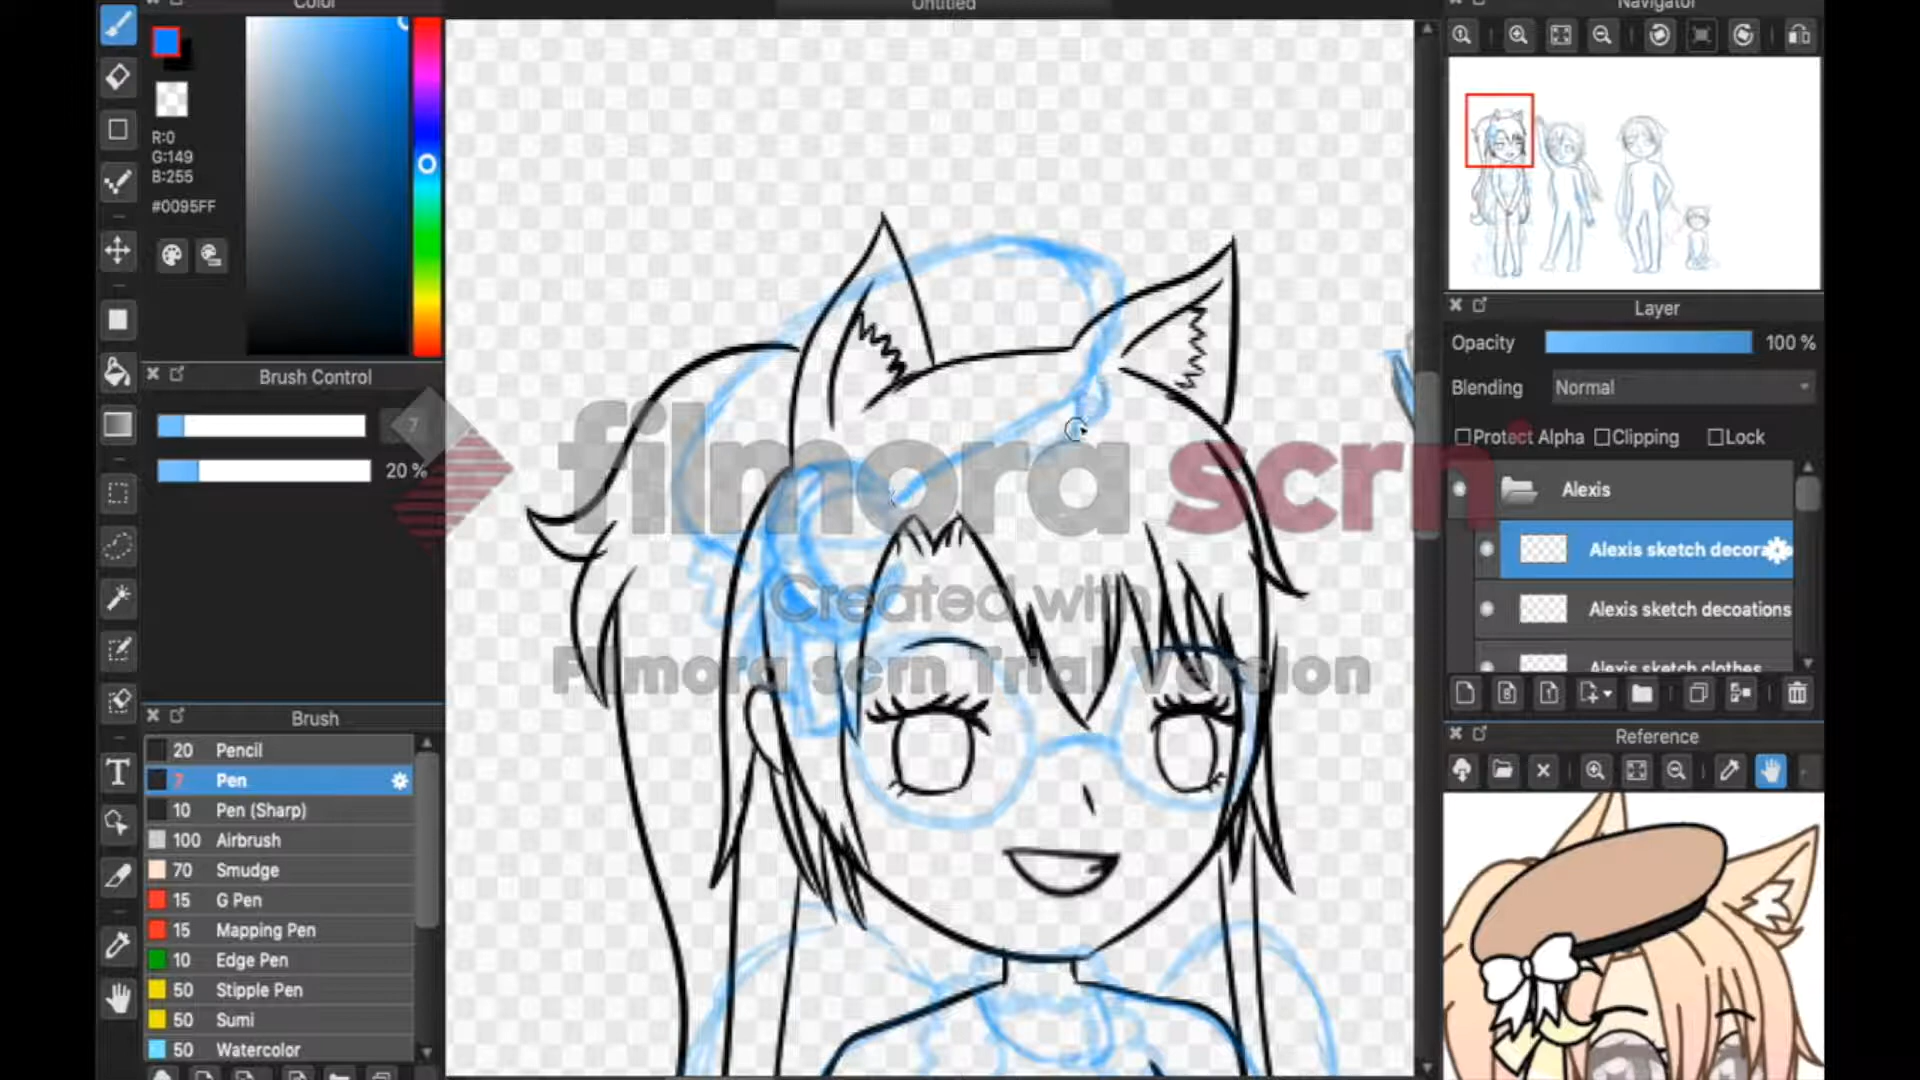 Color
Untitled
Navigator
R:0
G:149
B:255
#0095FF
Brush Control
7
20 %
Brush
20 Pencil
7 Pen
10 Pen (Sharp)
100 Airbrush
70 Smudge
15 G Pen
15 Mapping Pen
10 Edge Pen
50 Stipple Pen
50 Sumi
50 Watercolor
T
filmora scrn
Created with
Filmora scrn Trial Version
Layer
Opacity 100 %
Blending Normal
Protect Alpha Clipping Lock
Alexis
Alexis sketch decora
Alexis sketch decoations
Alexis sketch clothes
Reference